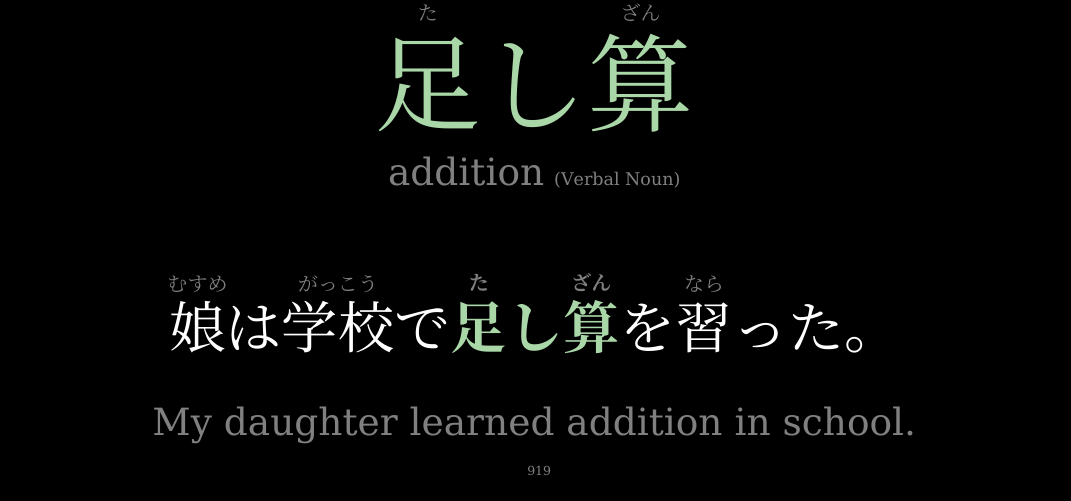 た ざん
足し算
addition (Verbal Noun)
むすめ がっこう た ざん なら
娘は学校で足し算を習った。
My daughter learned addition in school.
919